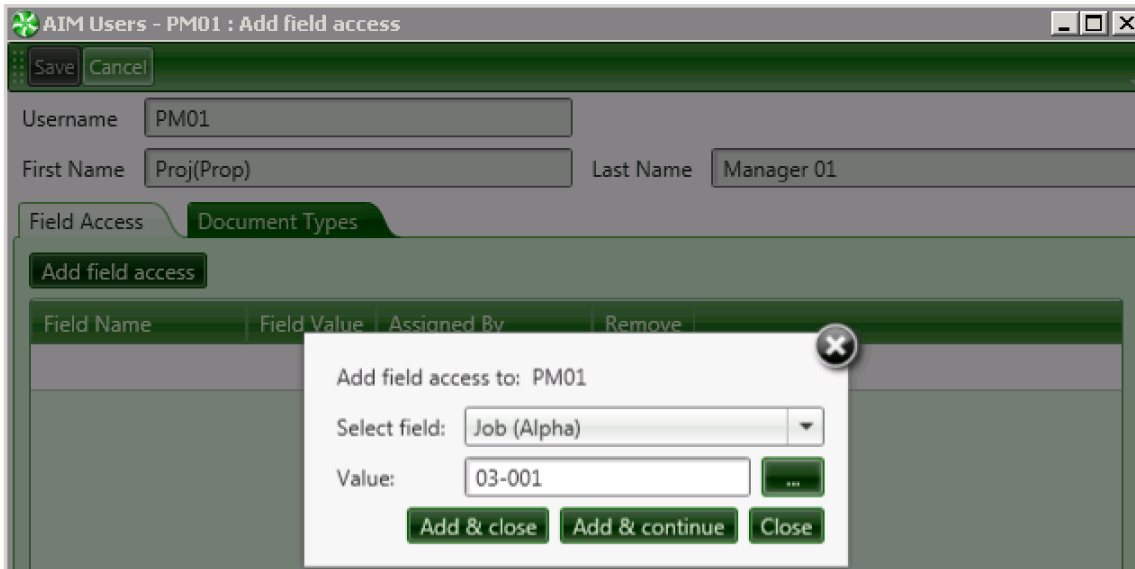 AIM Users - PM01 : Add field access
Save Cancel
Username PM01
First Name Proj(Prop) Last Name Manager 01
Field Access Document Types
Add field access
Field Name Field Value Assigned By Remove
Add field access to: PM01
Select field: Job (Alpha)
Value: 03-001 ...
Add & close Add & continue Close